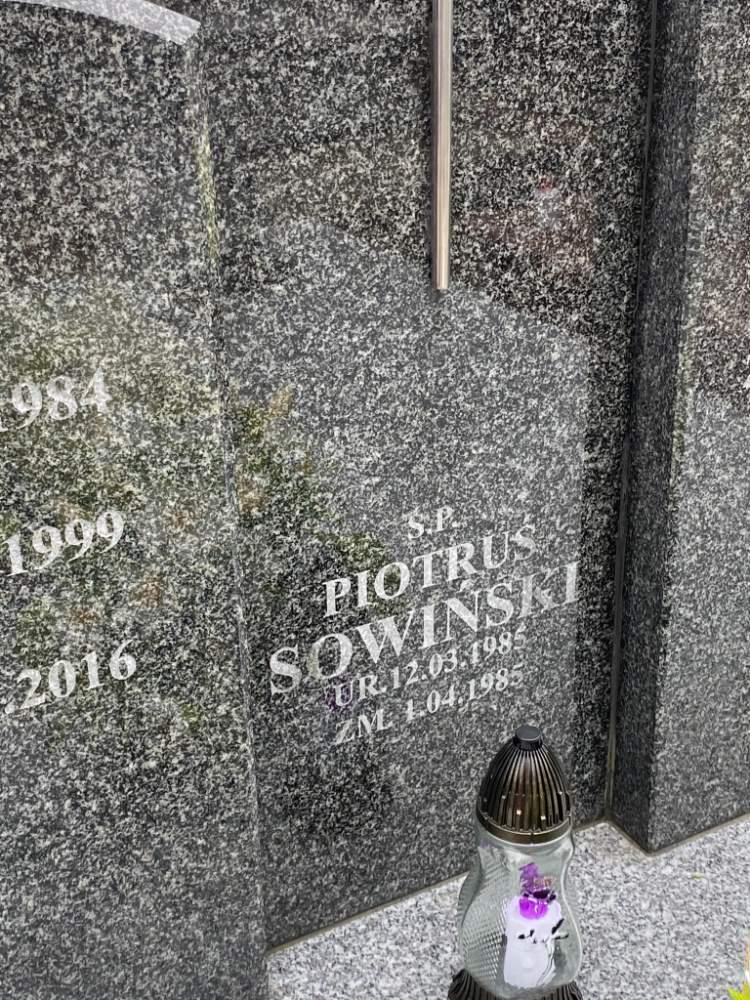 1984
1999
.2016
Ś.P.
PIOTRUŚ
SOWIŃSKI
UR.12.03.1985
ZM. 1.04.1985